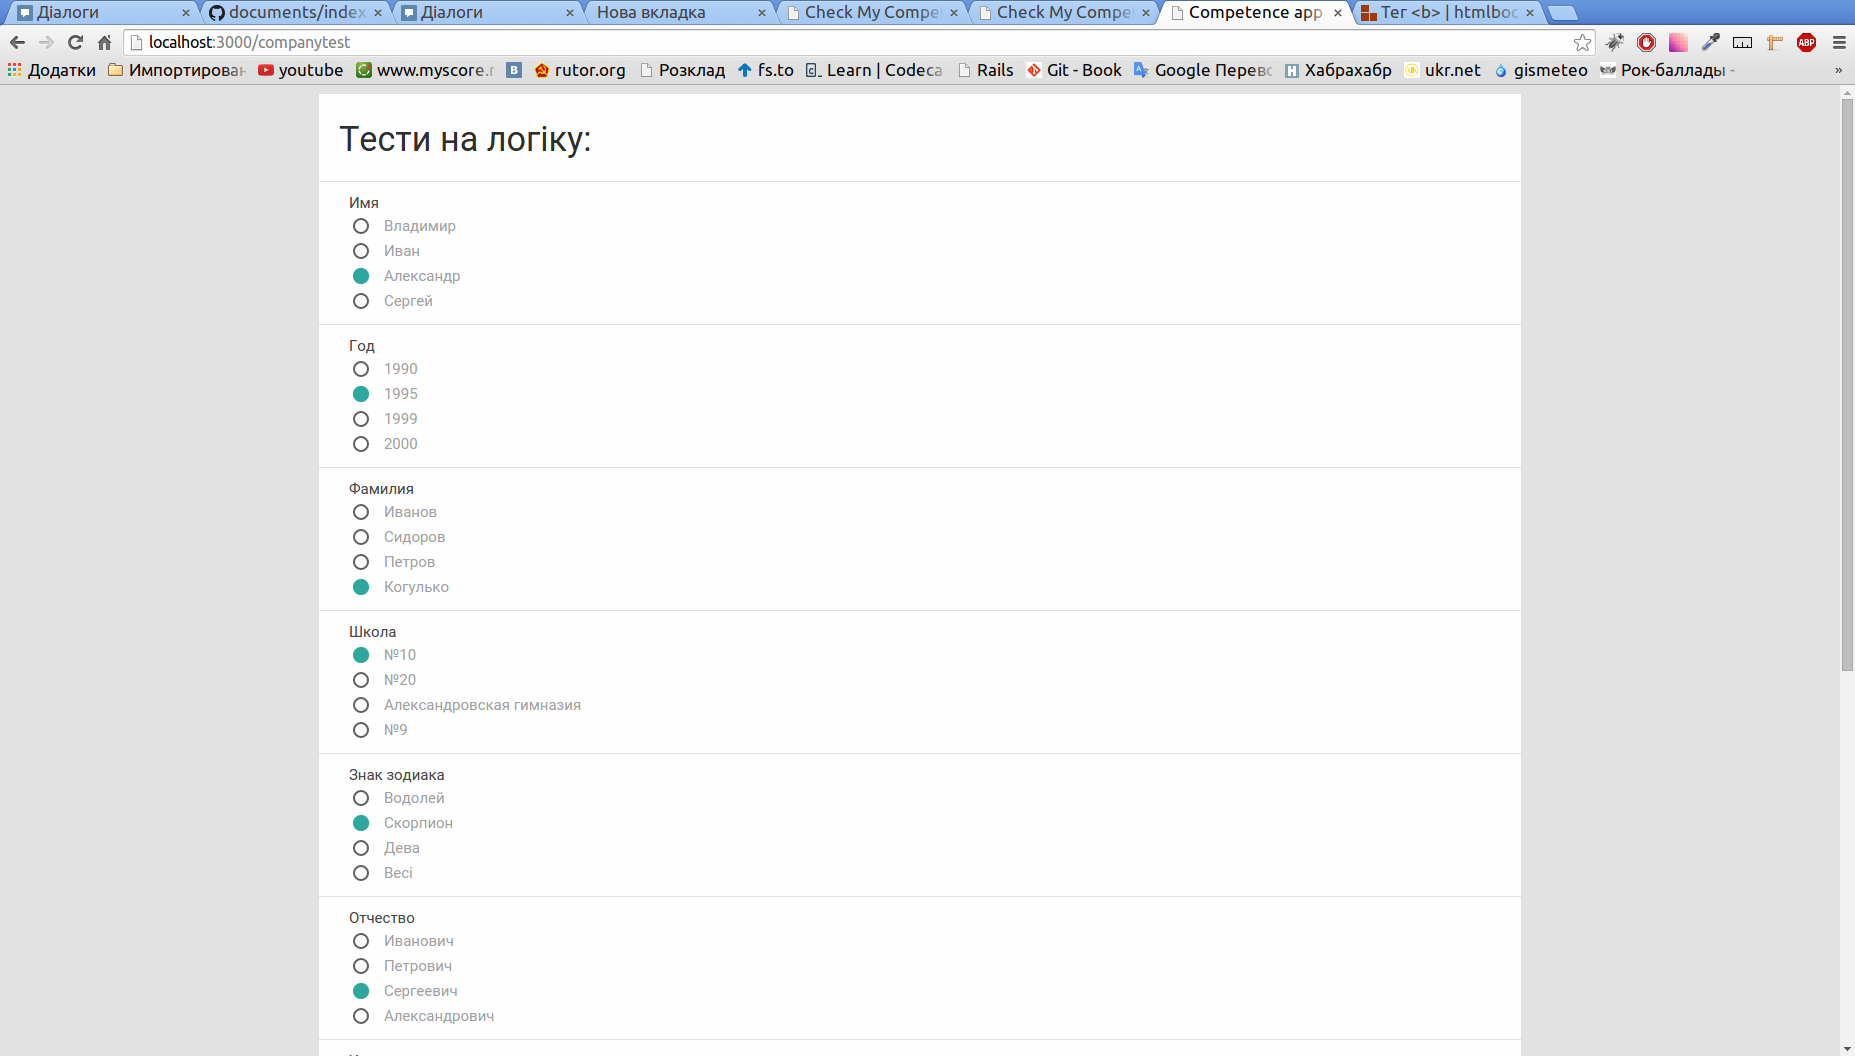 Діалоги
documents/index
Діалоги
Нова вкладка
Check My Compe
Check My Compe
Competence app
Тег <b> | htmlboo
localhost:3000/companytest
Додатки Импортирован youtube www.myscore.r rutor.org Розклад fs.to Learn | Codeca Rails Git - Book Google Перево Хабрахабр ukr.net gismeteo Рок-баллады - »
Тести на логіку:
Имя
Владимир
Иван
Александр
Сергей
Год
1990
1995
1999
2000
Фамилия
Иванов
Сидоров
Петров
Когулько
Школа
№10
№20
Александровская гимназия
№9
Знак зодиака
Водолей
Скорпион
Дева
Весі
Отчество
Иванович
Петрович
Сергеевич
Александрович